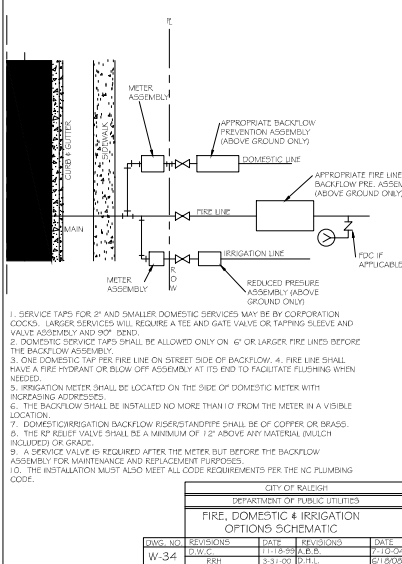 PL
METER
ASSEMBLY
APPROPRIATE BACKFLOW
PREVENTION ASSEMBLY
(ABOVE GROUND ONLY)
CURB & GUTTER
SIDEWALK
DOMESTIC LINE
APPROPRIATE FIRE LINE
BACKFLOW PRE. ASSEM
(ABOVE GROUND ONLY)
FIRE LINE
MAIN
IRRIGATION LINE
FDC IF
APPLICABLE
METER
ASSEMBLY
R
O
W
REDUCED PRESURE
ASSEMBLY (ABOVE
GROUND ONLY)
1. SERVICE TAPS FOR 2" AND SMALLER DOMESTIC SERVICES MAY BE BY CORPORATION
COCKS. LARGER SERVICES WILL REQUIRE A TEE AND GATE VALVE OR TAPPING SLEEVE AND
VALVE ASSEMBLY AND 90° BEND.
2. DOMESTIC SERVICE TAPS SHALL BE ALLOWED ONLY ON 6" OR LARGER FIRE LINES BEFORE
THE BACKFLOW ASSEMBLY.
3. ONE DOMESTIC TAP PER FIRE LINE ON STREET SIDE OF BACKFLOW. 4. FIRE LINE SHALL
HAVE A FIRE HYDRANT OR BLOW OFF ASSEMBLY AT ITS END TO FACILITATE FLUSHING WHEN
NEEDED.
5. IRRIGATION METER SHALL BE LOCATED ON THE SIDE OF DOMESTIC METER WITH
INCREASING ADDRESSES.
6. THE BACKFLOW SHALL BE INSTALLED NO MORE THAN 10' FROM THE METER IN A VISIBLE
LOCATION.
7. DOMESTIC/IRRIGATION BACKFLOW RISER/STANDPIPE SHALL BE OF COPPER OR BRASS.
8. THE RP RELIEF VALVE SHALL BE A MINIMUM OF 12" ABOVE ANY MATERIAL (MULCH
INCLUDED) OR GRADE.
9. A SERVICE VALVE IS REQUIRED AFTER THE METER BUT BEFORE THE BACKFLOW
ASSEMBLY FOR MAINTENANCE AND REPLACEMENT PURPOSES.
10. THE INSTALLATION MUST ALSO MEET ALL CODE REQUIREMENTS PER THE NC PLUMBING
CODE.
CITY OF RALEIGH
DEPARTMENT OF PUBLIC UTILITIES
FIRE, DOMESTIC & IRRIGATION
OPTIONS SCHEMATIC
DWG. NO. REVISIONS DATE REVISIONS DATE
W-34 D.W.C. 11-18-99 A.B.B.
RRH 3-31-00 D.H.L. 6/18/08